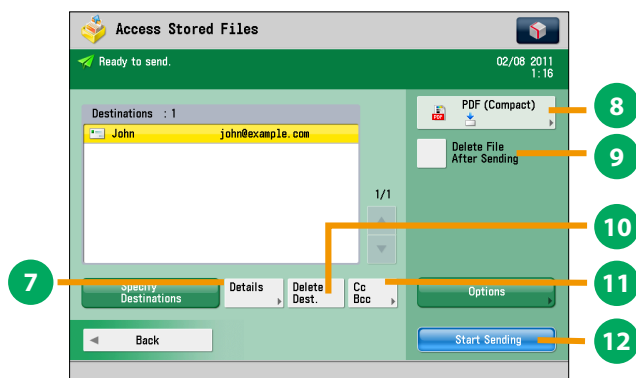 Access Stored Files
Ready to send.
02/08 2011
1:16
Destinations : 1
John john@example.com
1/1
PDF (Compact)
PDF
Delete File
After Sending
8
9
10
7
Specify
Destinations
Details
Delete
Dest.
Cc
Bcc
Options
11
Back
Start Sending
12